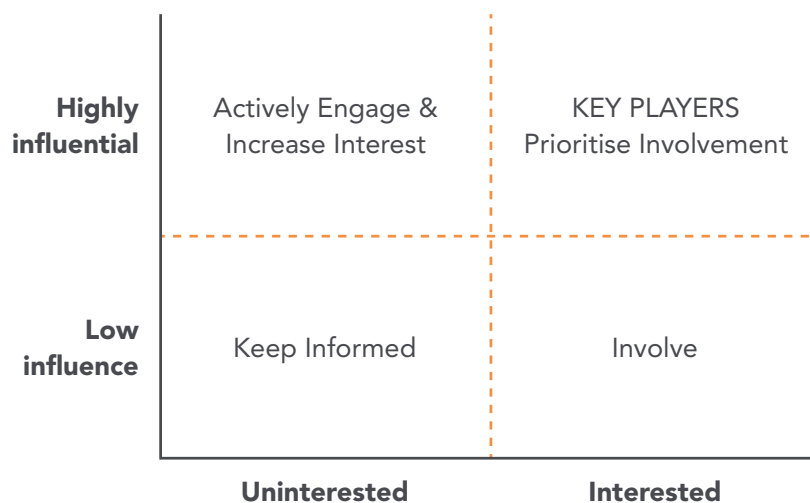 Highly
influential
Actively Engage &
Increase Interest
KEY PLAYERS
Prioritise Involvement
Low
influence
Keep Informed
Involve
Uninterested
Interested